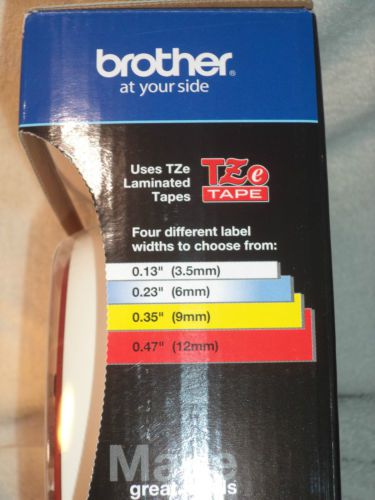 brother®
at your side
Uses TZe
Laminated
Tapes
TZe
TAPE
Four different label
widths to choose from:
0.13" (3.5mm)
0.23" (6mm)
0.35" (9mm)
0.47" (12mm)
great